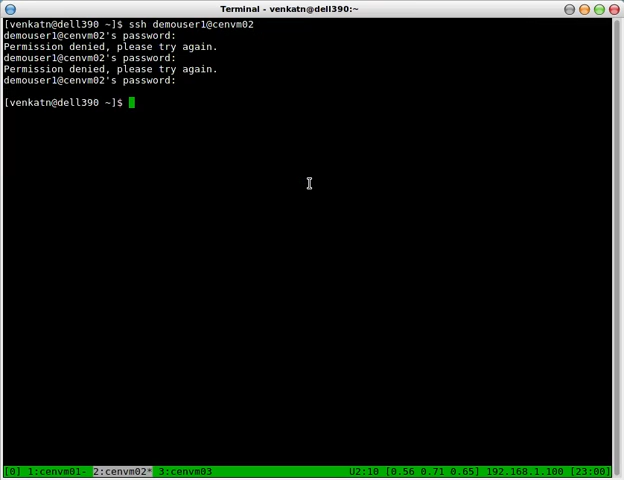 Terminal - venkatn@dell390:~
[venkatn@dell390 ~]$ ssh demouser1@cenvm02
demouser1@cenvm02's password:
Permission denied, please try again.
demouser1@cenvm02's password:
Permission denied, please try again.
demouser1@cenvm02's password:
[venkatn@dell390 ~]$
[0] 1:cenvm01- 2:cenvm02* 3:cenvm03 U2:10 [0.56 0.71 0.65] 192.168.1.100 [23:00]